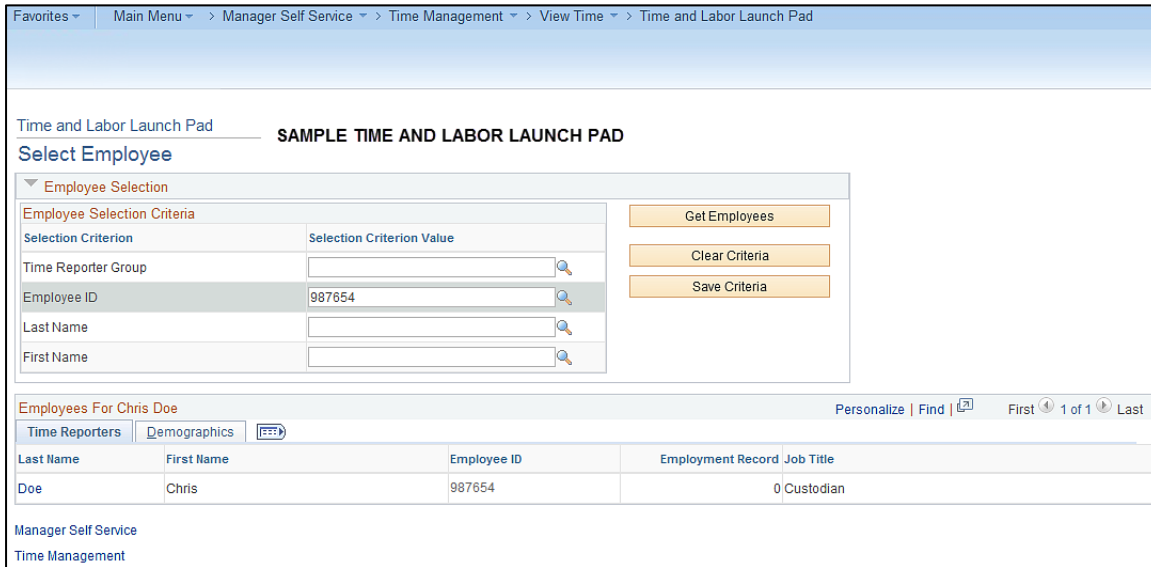 Favorites Main Menu > Manager Self Service > Time Management > View Time > Time and Labor Launch Pad
Time and Labor Launch Pad
SAMPLE TIME AND LABOR LAUNCH PAD
Select Employee
Employee Selection
Employee Selection Criteria
Get Employees
Selection Criterion Selection Criterion Value
Clear Criteria
Time Reporter Group
Save Criteria
Employee ID 987654
Last Name
First Name
Employees For Chris Doe Personalize | Find | First 1 of 1 Last
Time Reporters Demographics
Last Name First Name Employee ID Employment Record Job Title
Doe Chris 987654 0 Custodian
Manager Self Service
Time Management